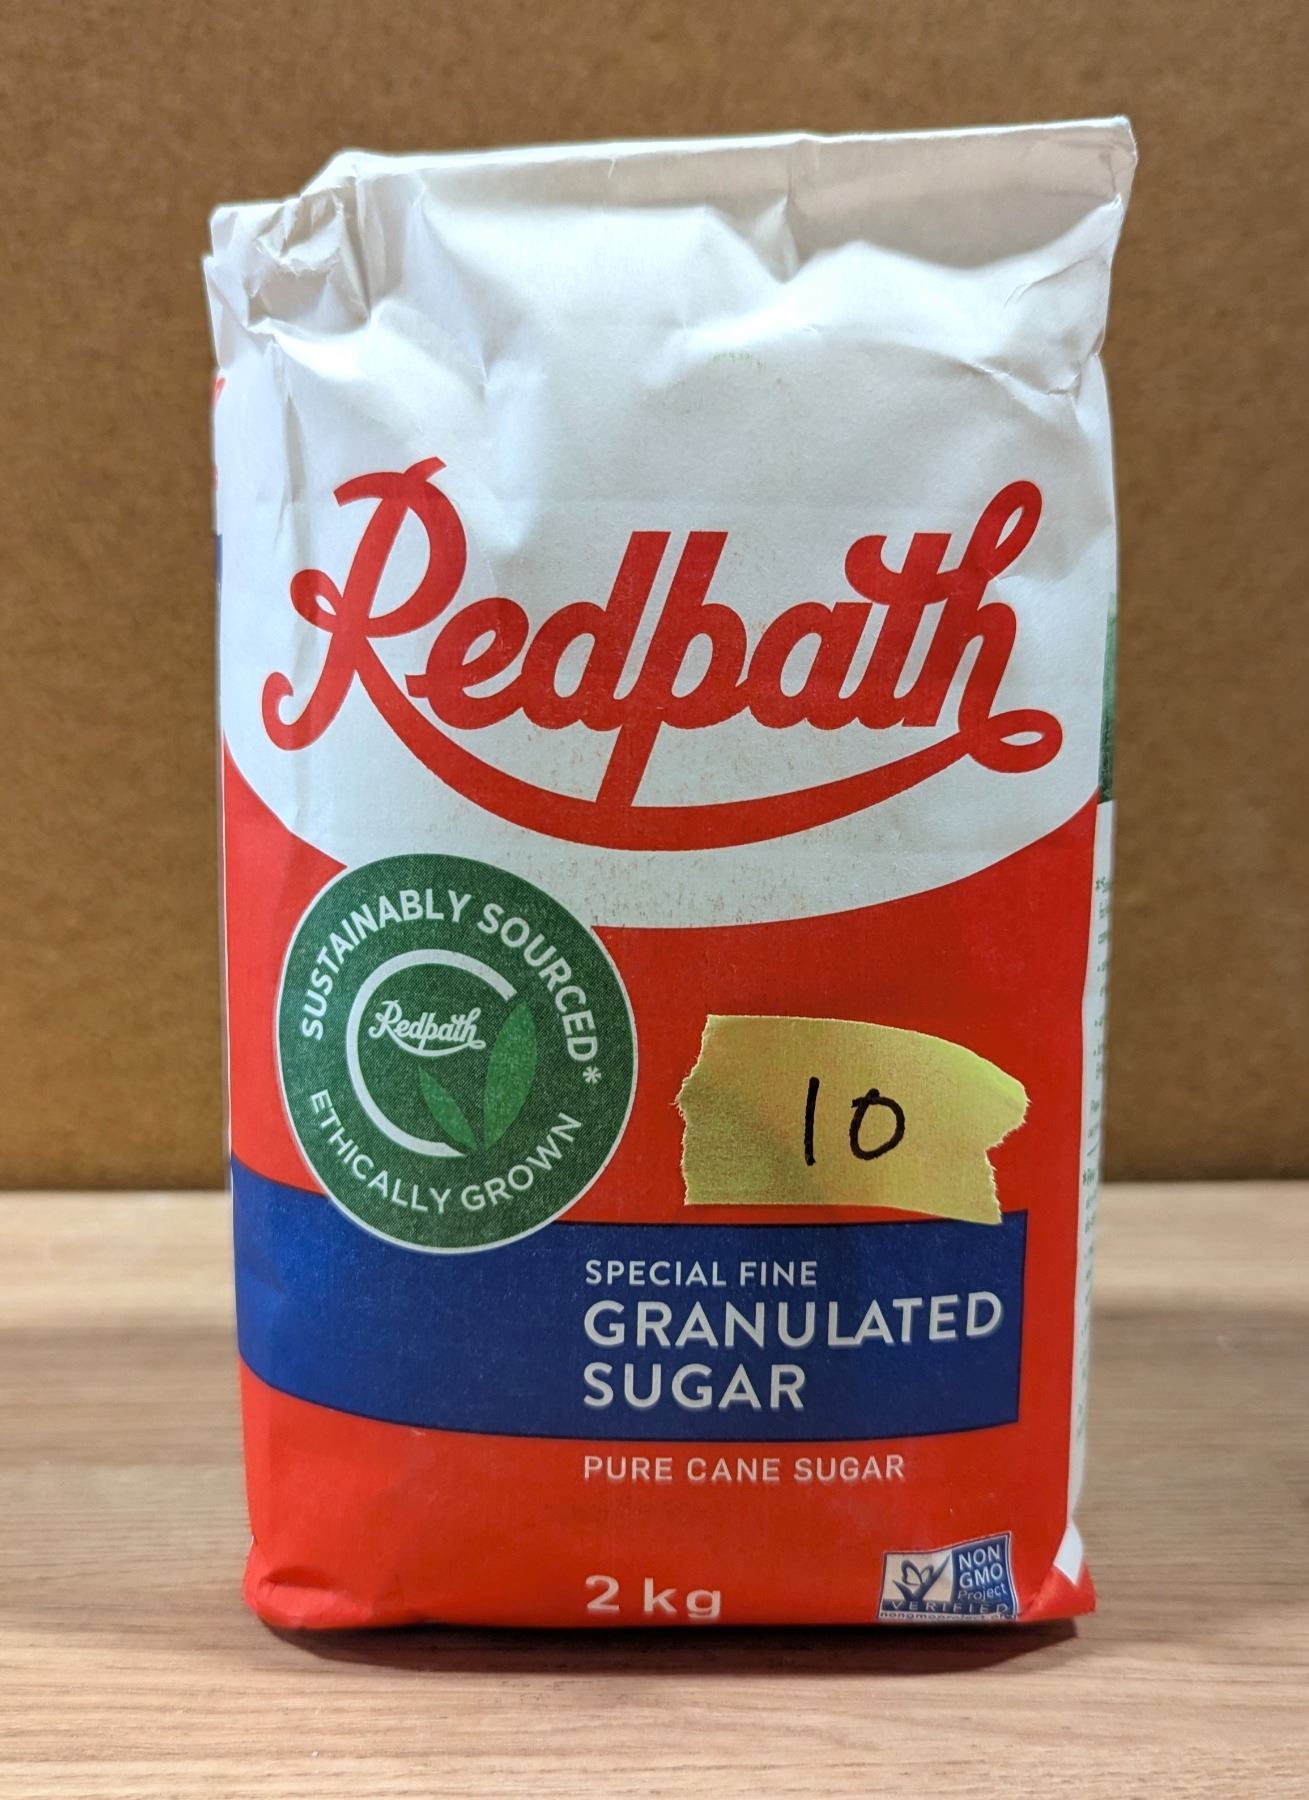 Redpath
SUSTAINABLY SOURCED*
Redpath
ETHICALLY GROWN
10
SPECIAL FINE
GRANULATED
SUGAR
PURE CANE SUGAR
2 kg
NON
GMO
Project
VERIFIED